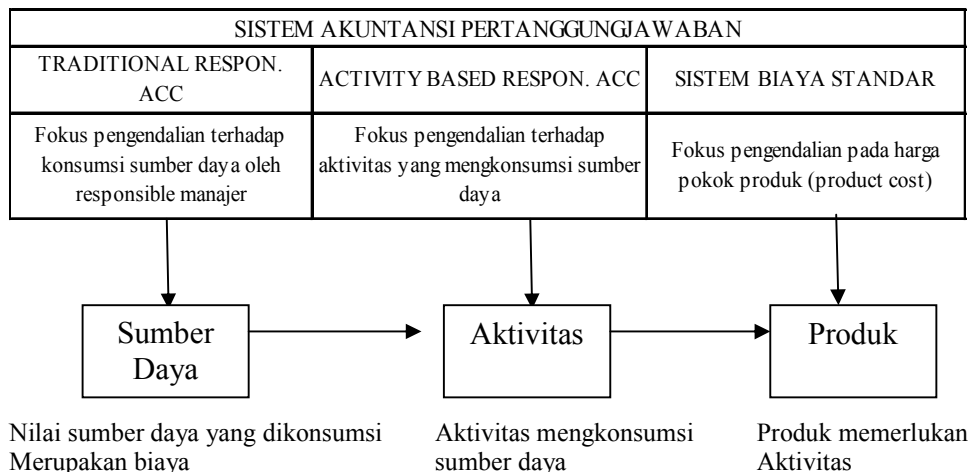 SISTEM AKUNTANSI PERTANGGUNGJAWABAN
TRADITIONAL RESPON.
ACC
ACTIVITY BASED RESPON. ACC
SISTEM BIAYA STANDAR
Fokus pengendalian terhadap
konsumsi sumber daya oleh
responsible manajer
Fokus pengendalian terhadap
aktivitas yang mengkonsumsi sumber
daya
Fokus pengendalian pada harga
pokok produk (product cost)
Sumber
Daya
Aktivitas
Produk
Nilai sumber daya yang dikonsumsi
Merupakan biaya
Aktivitas mengkonsumsi
sumber daya
Produk memerlukan
Aktivitas